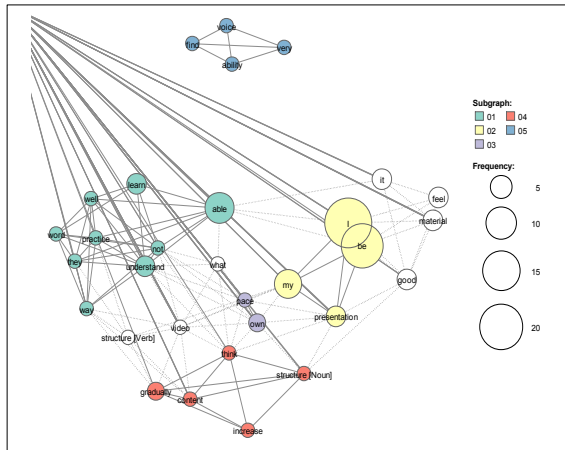 voice
find
very
ability
Subgraph:
01 04
02 05
03
Frequency:
5
10
15
20
it
learn
feel
well
able
I
material
word
practice
not
be
they
understand
what
good
my
pace
way
own
presentation
video
structure [Verb]
think
structure [Noun]
gradually
content
increase